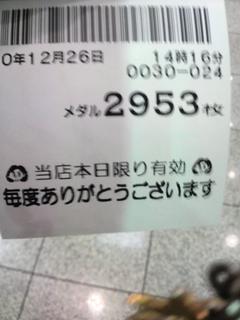 0年12月26日 14時16分
0030-024
メダル2953枚
当店本日限り有効
毎度ありがとうございます